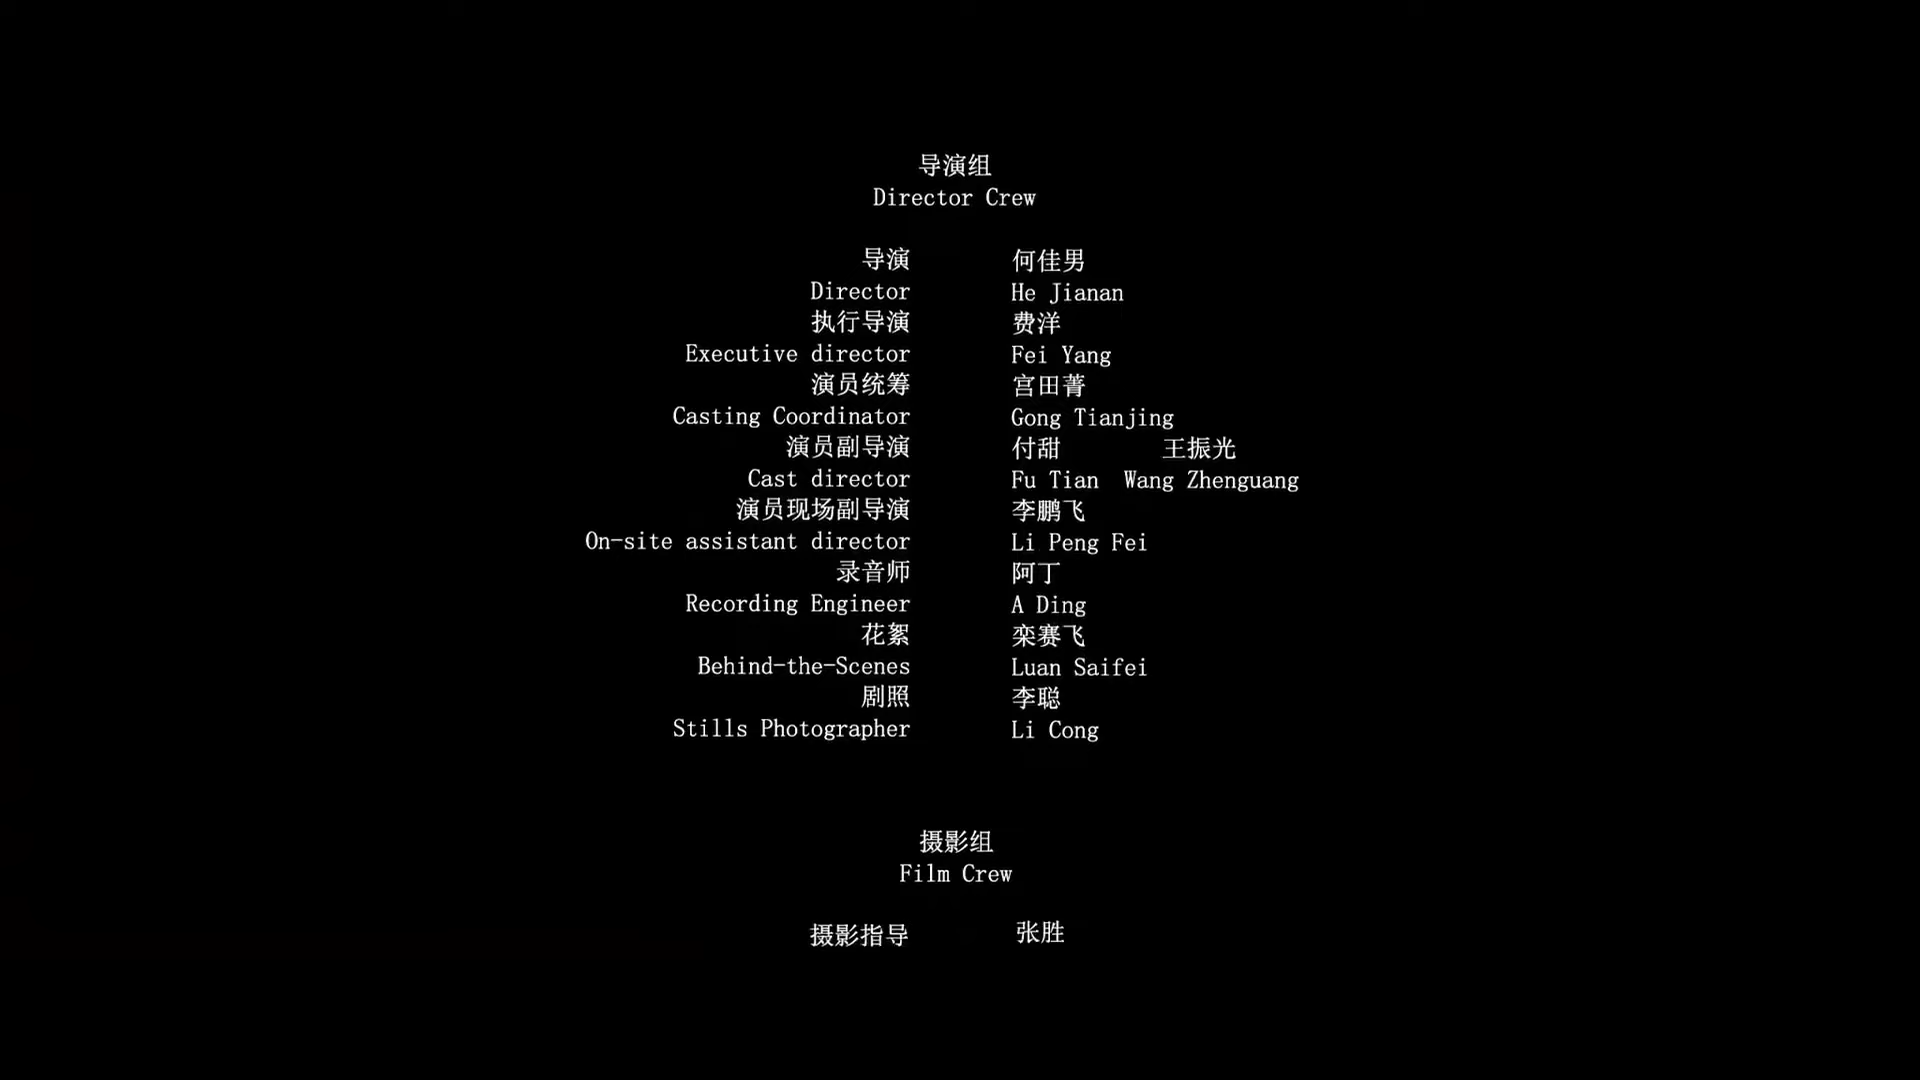 导演组
Director Crew
导演 何佳男
Director He Jianan
执行导演 费洋
Executive director Fei Yang
演员统筹 宫田菁
Casting Coordinator Gong Tianjing
演员副导演 付甜 王振光
Cast director Fu Tian Wang Zhenguang
演员现场副导演 李鹏飞
On-site assistant director Li Peng Fei
录音师 阿丁
Recording Engineer A Ding
花絮 栾赛飞
Behind-the-Scenes Luan Saifei
剧照 李聪
Stills Photographer Li Cong
摄影组
Film Crew
摄影指导 张胜